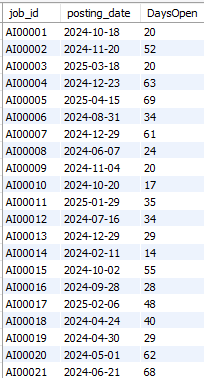 job_id posting_date DaysOpen
AI00001 2024-10-18 20
AI00002 2024-11-20 52
AI00003 2025-03-18 20
AI00004 2024-12-23 63
AI00005 2025-04-15 69
AI00006 2024-08-31 34
AI00007 2024-12-29 61
AI00008 2024-06-07 24
AI00009 2024-11-04 20
AI00010 2024-10-20 17
AI00011 2025-01-29 35
AI00012 2024-07-16 34
AI00013 2024-12-29 29
AI00014 2024-02-11 14
AI00015 2024-10-02 55
AI00016 2024-09-28 28
AI00017 2025-02-06 48
AI00018 2024-04-24 40
AI00019 2024-04-30 29
AI00020 2024-05-01 62
AI00021 2024-06-21 68